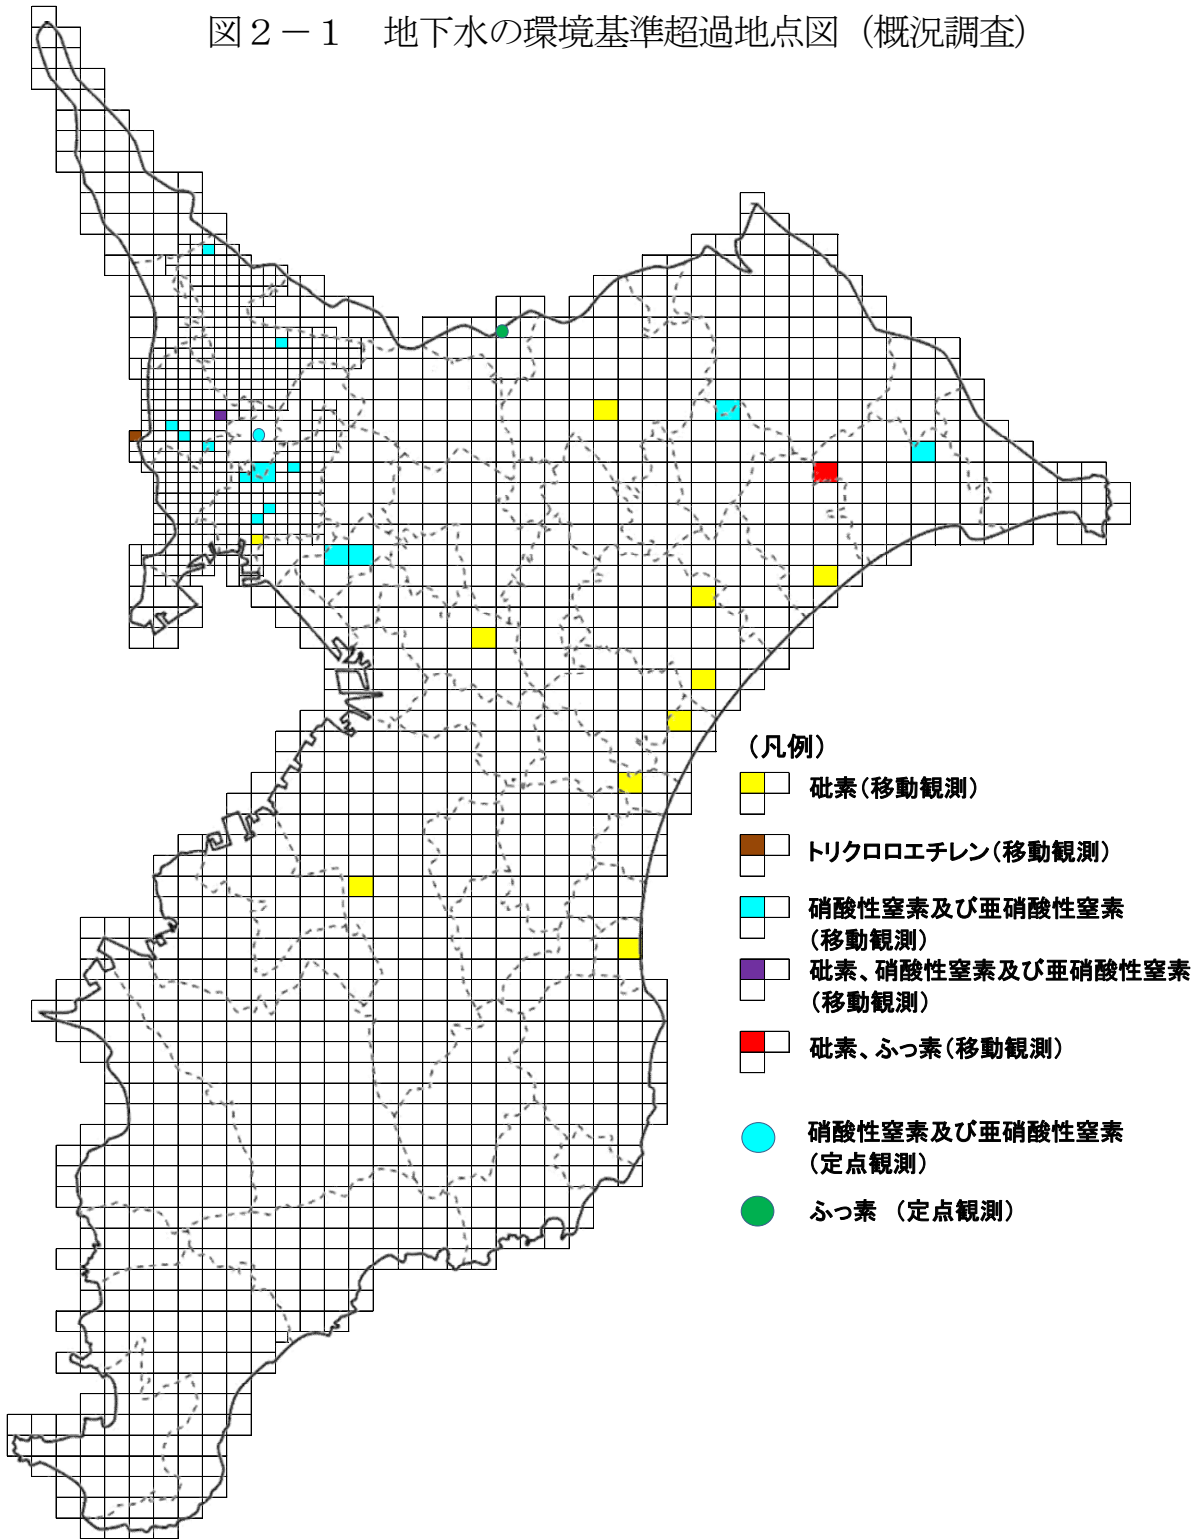 図２－１　地下水の環境基準超過地点図（概況調査）
（凡例）
砒素（移動観測）
トリクロロエチレン（移動観測）
硝酸性窒素及び亜硝酸性窒素
（移動観測）
砒素、硝酸性窒素及び亜硝酸性窒素
（移動観測）
砒素、ふっ素（移動観測）
硝酸性窒素及び亜硝酸性窒素
（定点観測）
ふっ素　（定点観測）